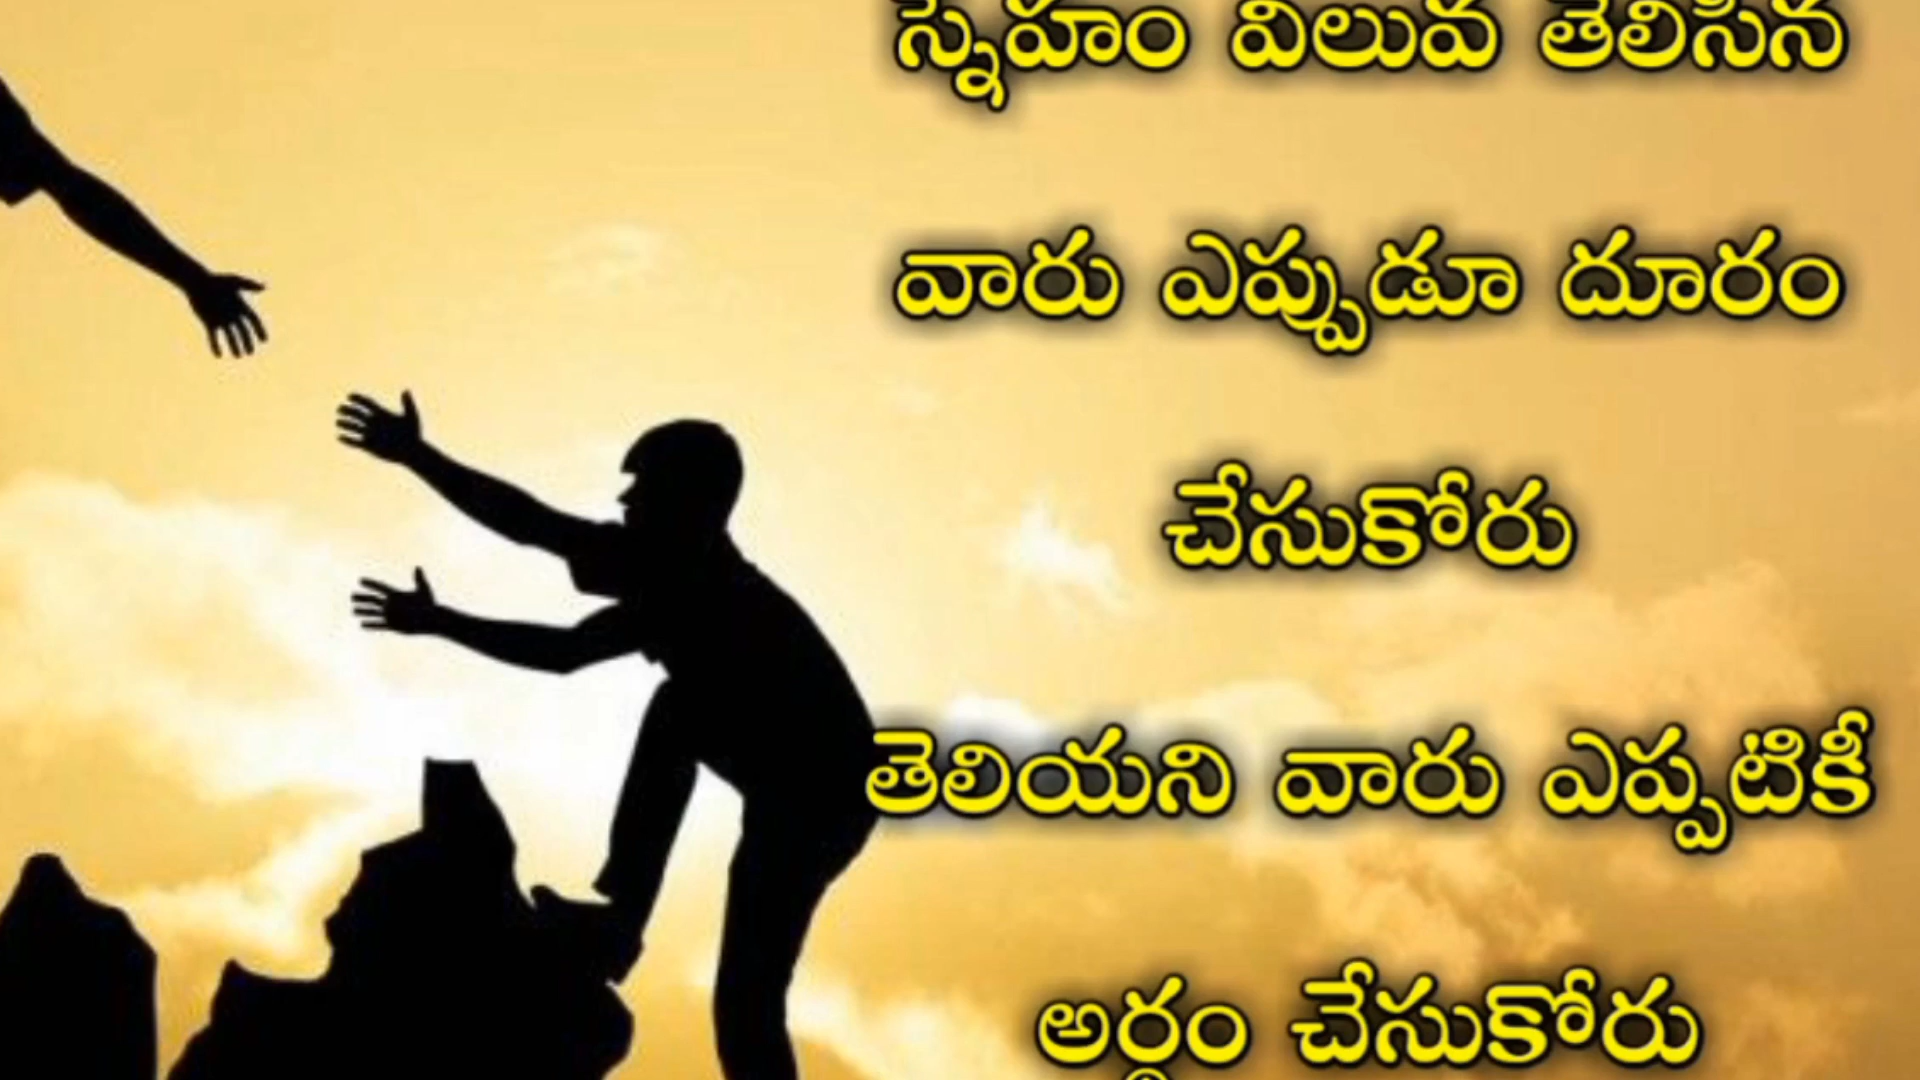 స్నేహం విలువ తెలిసిన
వారు ఎప్పుడూ దూరం
చేసుకోరు
తెలియని వారు ఎప్పటికీ
అర్థం చేసుకోరు